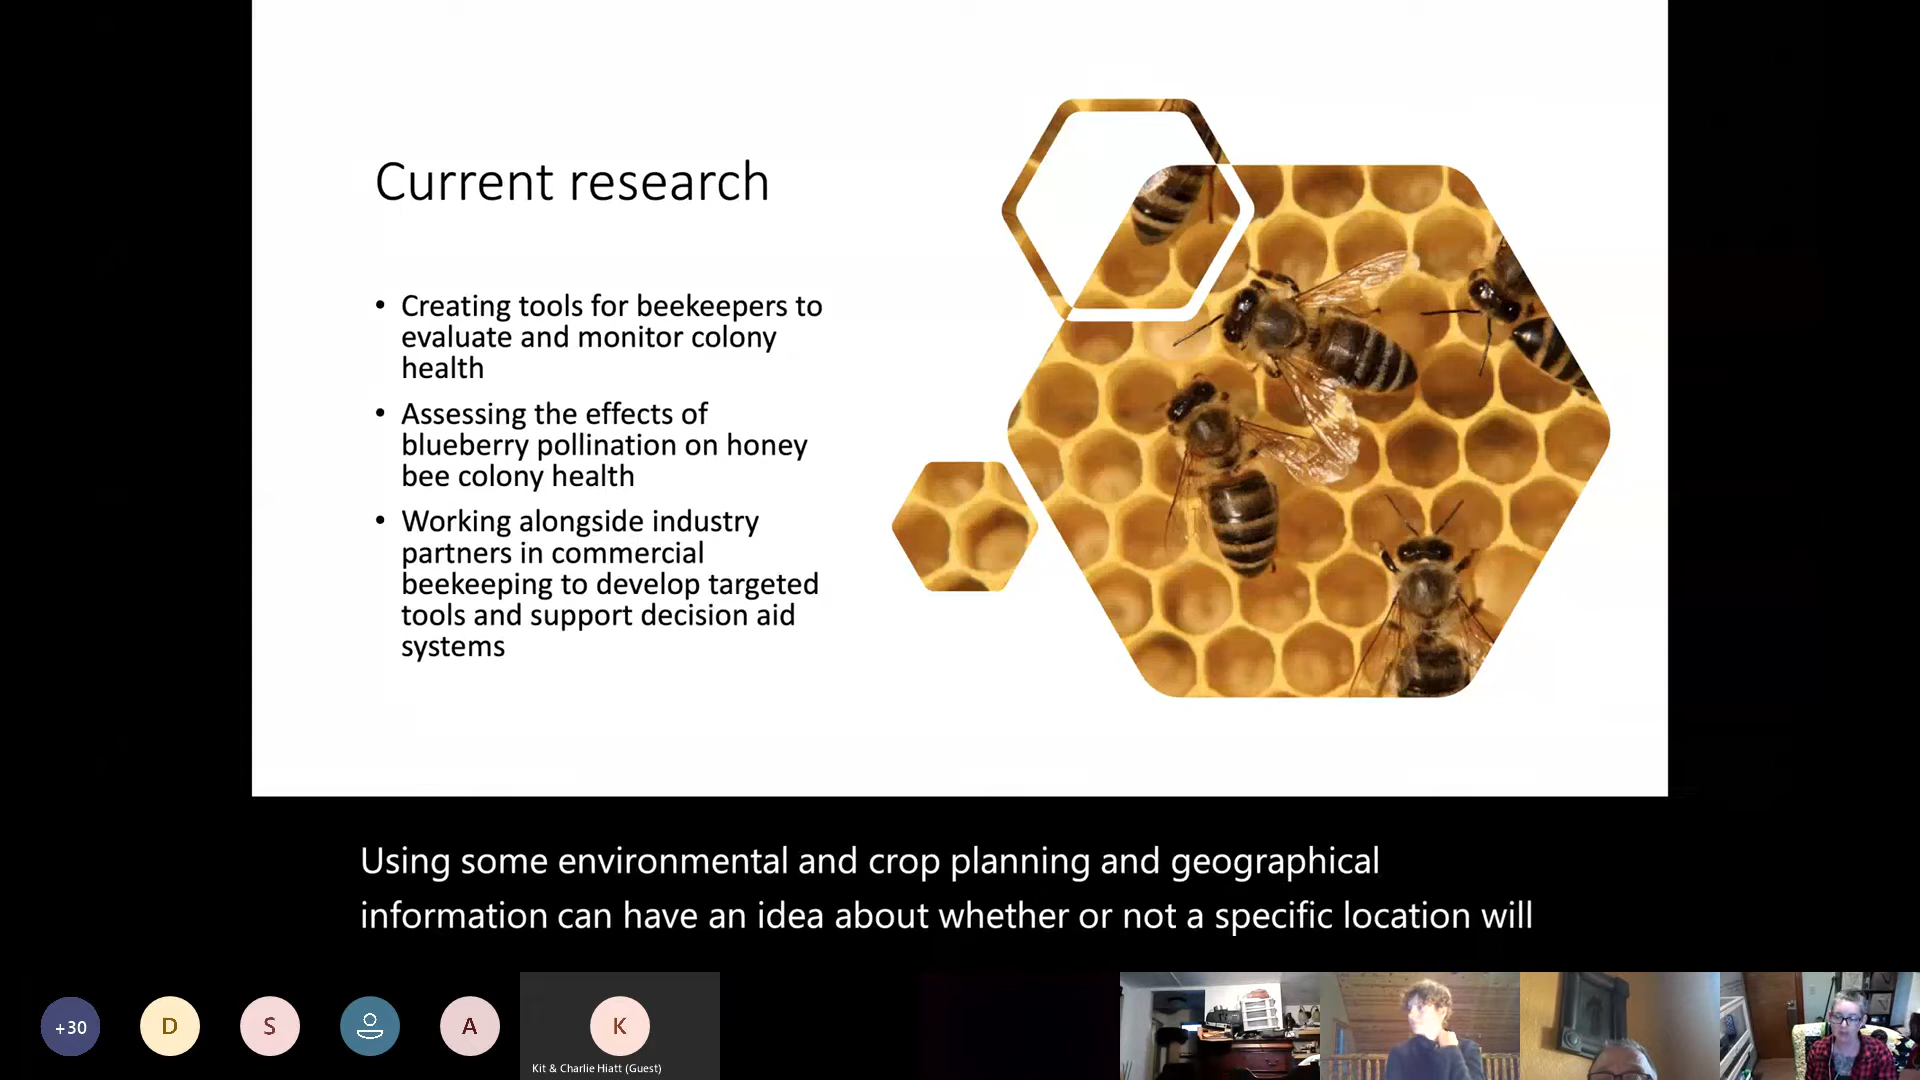 Current research
• Creating tools for beekeepers to
evaluate and monitor colony
health
• Assessing the effects of
blueberry pollination on honey
bee colony health
• Working alongside industry
partners in commercial
beekeeping to develop targeted
tools and support decision aid
systems
Using some environmental and crop planning and geographical
information can have an idea about whether or not a specific location will
+30
D
S
A
K
Kit & Charlie Hiatt (Guest)